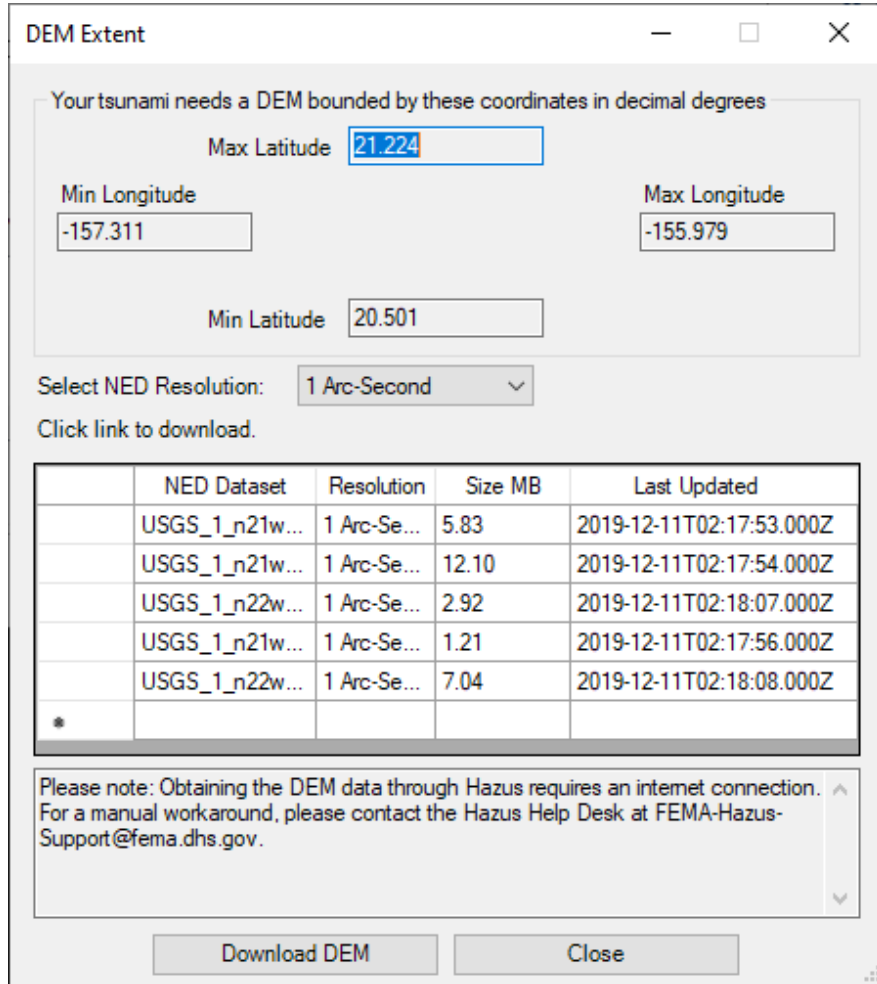 DEM Extent
Your tsunami needs a DEM bounded by these coordinates in decimal degrees
Max Latitude 21.224
Min Longitude Max Longitude
-157.311 -155.979
Min Latitude 20.501
Select NED Resolution: 1 Arc-Second
Click link to download.
NED Dataset Resolution Size MB Last Updated
USGS_1_n21w... 1 Arc-Se... 5.83 2019-12-11T02:17:53.000Z
USGS_1_n21w... 1 Arc-Se... 12.10 2019-12-11T02:17:54.000Z
USGS_1_n22w... 1 Arc-Se... 2.92 2019-12-11T02:18:07.000Z
USGS_1_n21w... 1 Arc-Se... 1.21 2019-12-11T02:17:56.000Z
USGS_1_n22w... 1 Arc-Se... 7.04 2019-12-11T02:18:08.000Z
*
Please note: Obtaining the DEM data through Hazus requires an internet connection.
For a manual workaround, please contact the Hazus Help Desk at FEMA-Hazus-
Support@fema.dhs.gov.
Download DEM Close